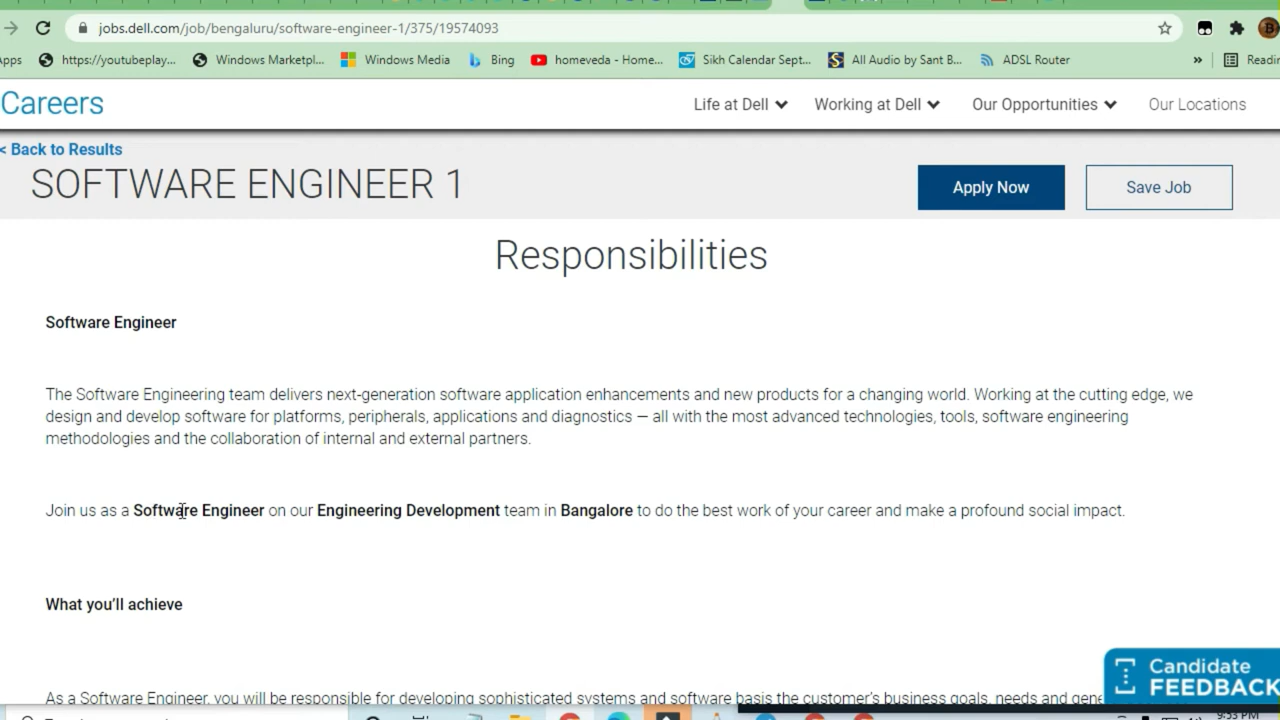 jobs.dell.com/job/bengaluru/software-engineer-1/375/19574093
https://youtubeplay... Windows Marketpl... Windows Media Bing homeveda - Home... Sikh Calendar Sept... All Audio by Sant B... ADSL Router »
Careers Life at Dell Working at Dell Our Opportunities Our Locations
< Back to Results
SOFTWARE ENGINEER 1 Apply Now Save Job
Responsibilities
Software Engineer
The Software Engineering team delivers next-generation software application enhancements and new products for a changing world. Working at the cutting edge, we
design and develop software for platforms, peripherals, applications and diagnostics — all with the most advanced technologies, tools, software engineering
methodologies and the collaboration of internal and external partners.
Join us as a Software Engineer on our Engineering Development team in Bangalore to do the best work of your career and make a profound social impact.
What you'll achieve
Candidate
FEEDBACK
As a Software Engineer, you will be responsible for developing sophisticated systems and software basis the customer's business goals, needs and
9:53 PM